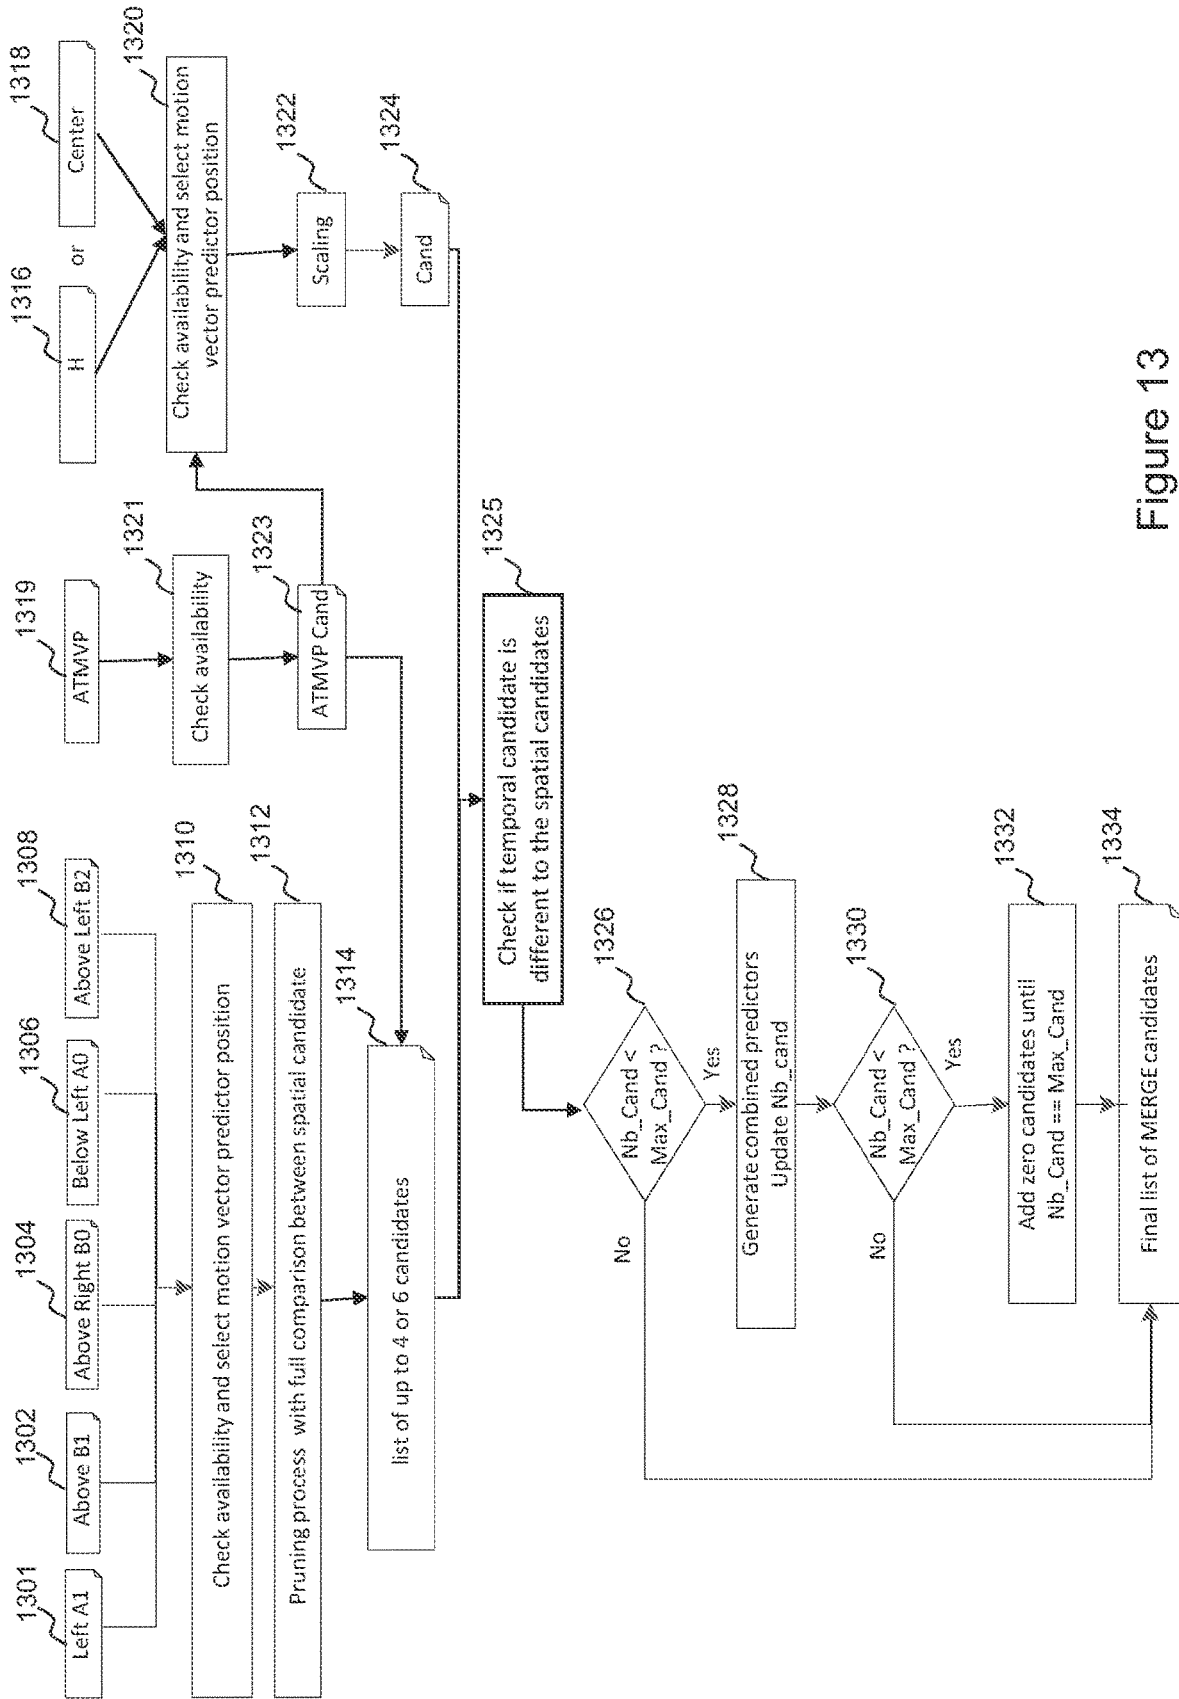 1301
Left A1
1302
Above B1
1304
Above Right B0
1306
Below Left A0
1308
Above Left B2
1319
ATMVP
1316
H
or
1318
Center
1310
Check availability and select motion vector predictor position
1312
Pruning process with full comparison between spatial candidate
1314
list of up to 4 or 6 candidates
1321
Check availability
1323
ATMVP Cand
1320
Check availability and select motion
vector predictor position
1322
Scaling
1324
Cand
1325
Check if temporal candidate is
different to the spatial candidates
1326
Nb_Cand <
Max_Cand ?
No
Yes
1328
Generate combined predictors
Update Nb_cand
1330
Nb_Cand <
Max_Cand ?
No
Yes
1332
Add zero candidates until
Nb_Cand == Max_Cand
1334
Final list of MERGE candidates
Figure 13